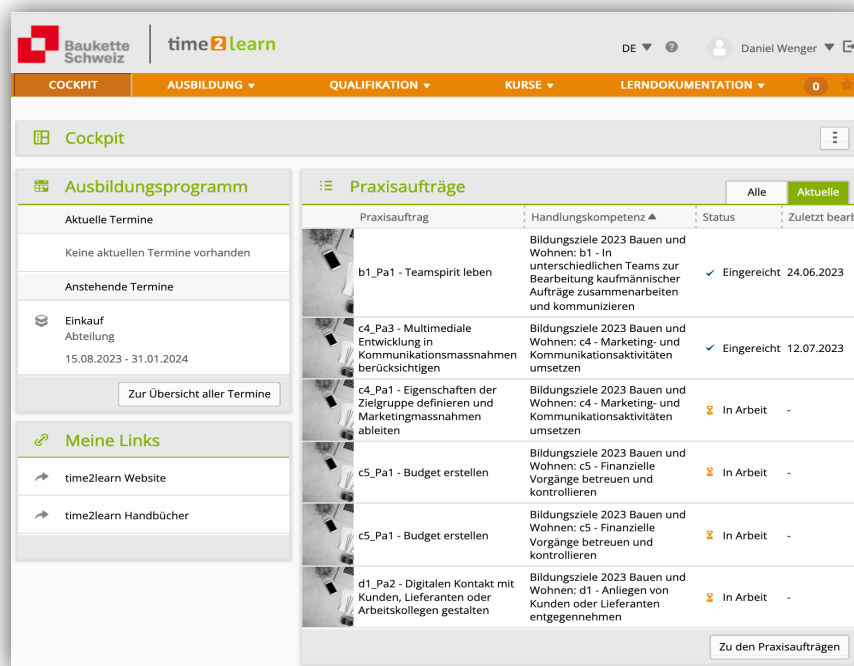 Baukette
Schweiz
time2learn
DE
Daniel Wenger
COCKPIT
AUSBILDUNG
QUALIFIKATION
KURSE
LERNDOKUMENTATION
0
Cockpit
Ausbildungsprogramm
Aktuelle Termine
Keine aktuellen Termine vorhanden
Anstehende Termine
Einkauf
Abteilung
15.08.2023 - 31.01.2024
Zur Übersicht aller Termine
Meine Links
time2learn Website
time2learn Handbücher
Praxisaufträge
Alle
Aktuelle
Praxisauftrag
Handlungskompetenz
Status
Zuletzt bearb
b1_Pa1 - Teamspirit leben
Bildungsziele 2023 Bauen und
Wohnen: b1 - In
unterschiedlichen Teams zur
Bearbeitung kaufmännischer
Aufträge zusammenarbeiten
und kommunizieren
Eingereicht
24.06.2023
c4_Pa3 - Multimediale
Entwicklung in
Kommunikationsmassnahmen
berücksichtigen
Bildungsziele 2023 Bauen und
Wohnen: c4 - Marketing- und
Kommunikationsaktivitäten
umsetzen
Eingereicht
12.07.2023
c4_Pa1 - Eigenschaften der
Zielgruppe definieren und
Marketingmassnahmen
ableiten
Bildungsziele 2023 Bauen und
Wohnen: c4 - Marketing- und
Kommunikationsaktivitäten
umsetzen
In Arbeit
-
c5_Pa1 - Budget erstellen
Bildungsziele 2023 Bauen und
Wohnen: c5 - Finanzielle
Vorgänge betreuen und
kontrollieren
In Arbeit
-
c5_Pa1 - Budget erstellen
Bildungsziele 2023 Bauen und
Wohnen: c5 - Finanzielle
Vorgänge betreuen und
kontrollieren
In Arbeit
-
d1_Pa2 - Digitalen Kontakt mit
Kunden, Lieferanten oder
Arbeitskollegen gestalten
Bildungsziele 2023 Bauen und
Wohnen: d1 - Anliegen von
Kunden oder Lieferanten
entgegennehmen
In Arbeit
-
Zu den Praxisaufträgen